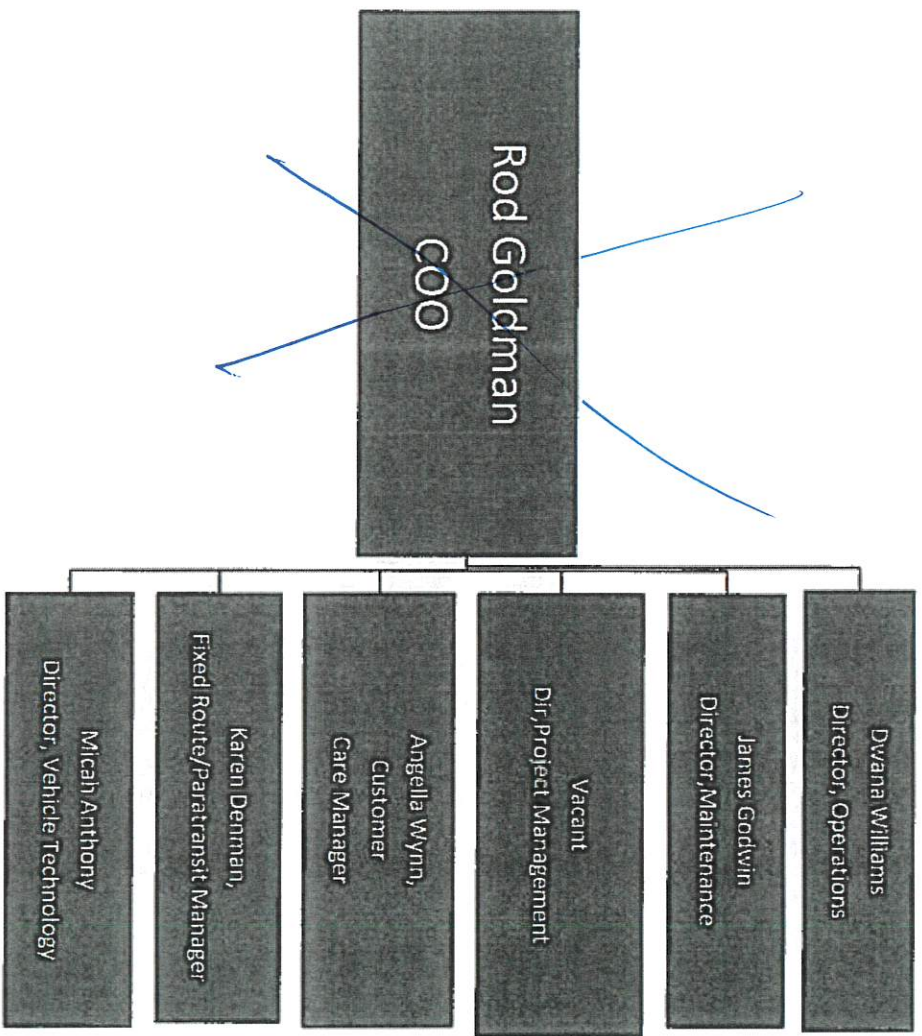 Rod Goldman
COO
Dwana Williams
Director, Operations
James Godwin
Director, Maintenance
Vacant
Dir, Project Management
Angella Wynn,
Customer
Care Manager
Karen Denman,
Fixed Route/Paratransit Manager
Micah Anthony
Director, Vehicle Technology